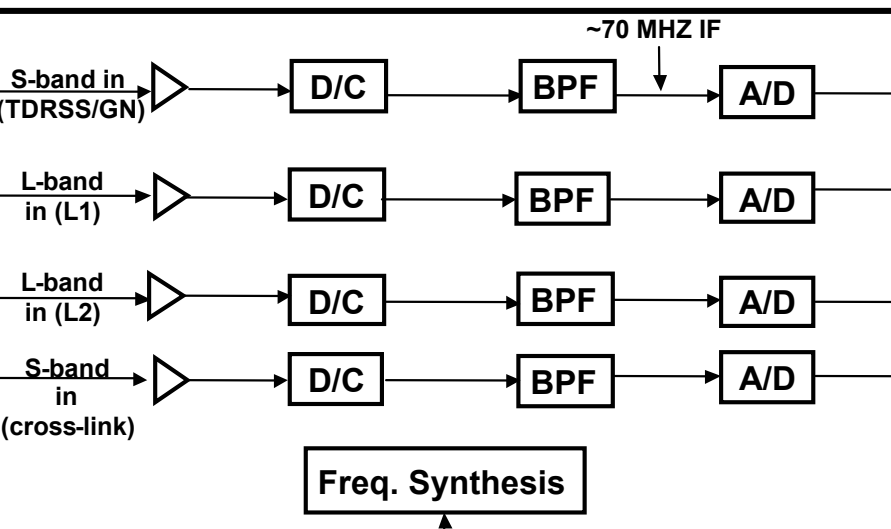 ~70 MHZ IF
S-band in
(TDRSS/GN)
D/C
BPF
A/D
L-band
in (L1)
D/C
BPF
A/D
L-band
in (L2)
D/C
BPF
A/D
S-band
in
(cross-link)
D/C
BPF
A/D
Freq. Synthesis